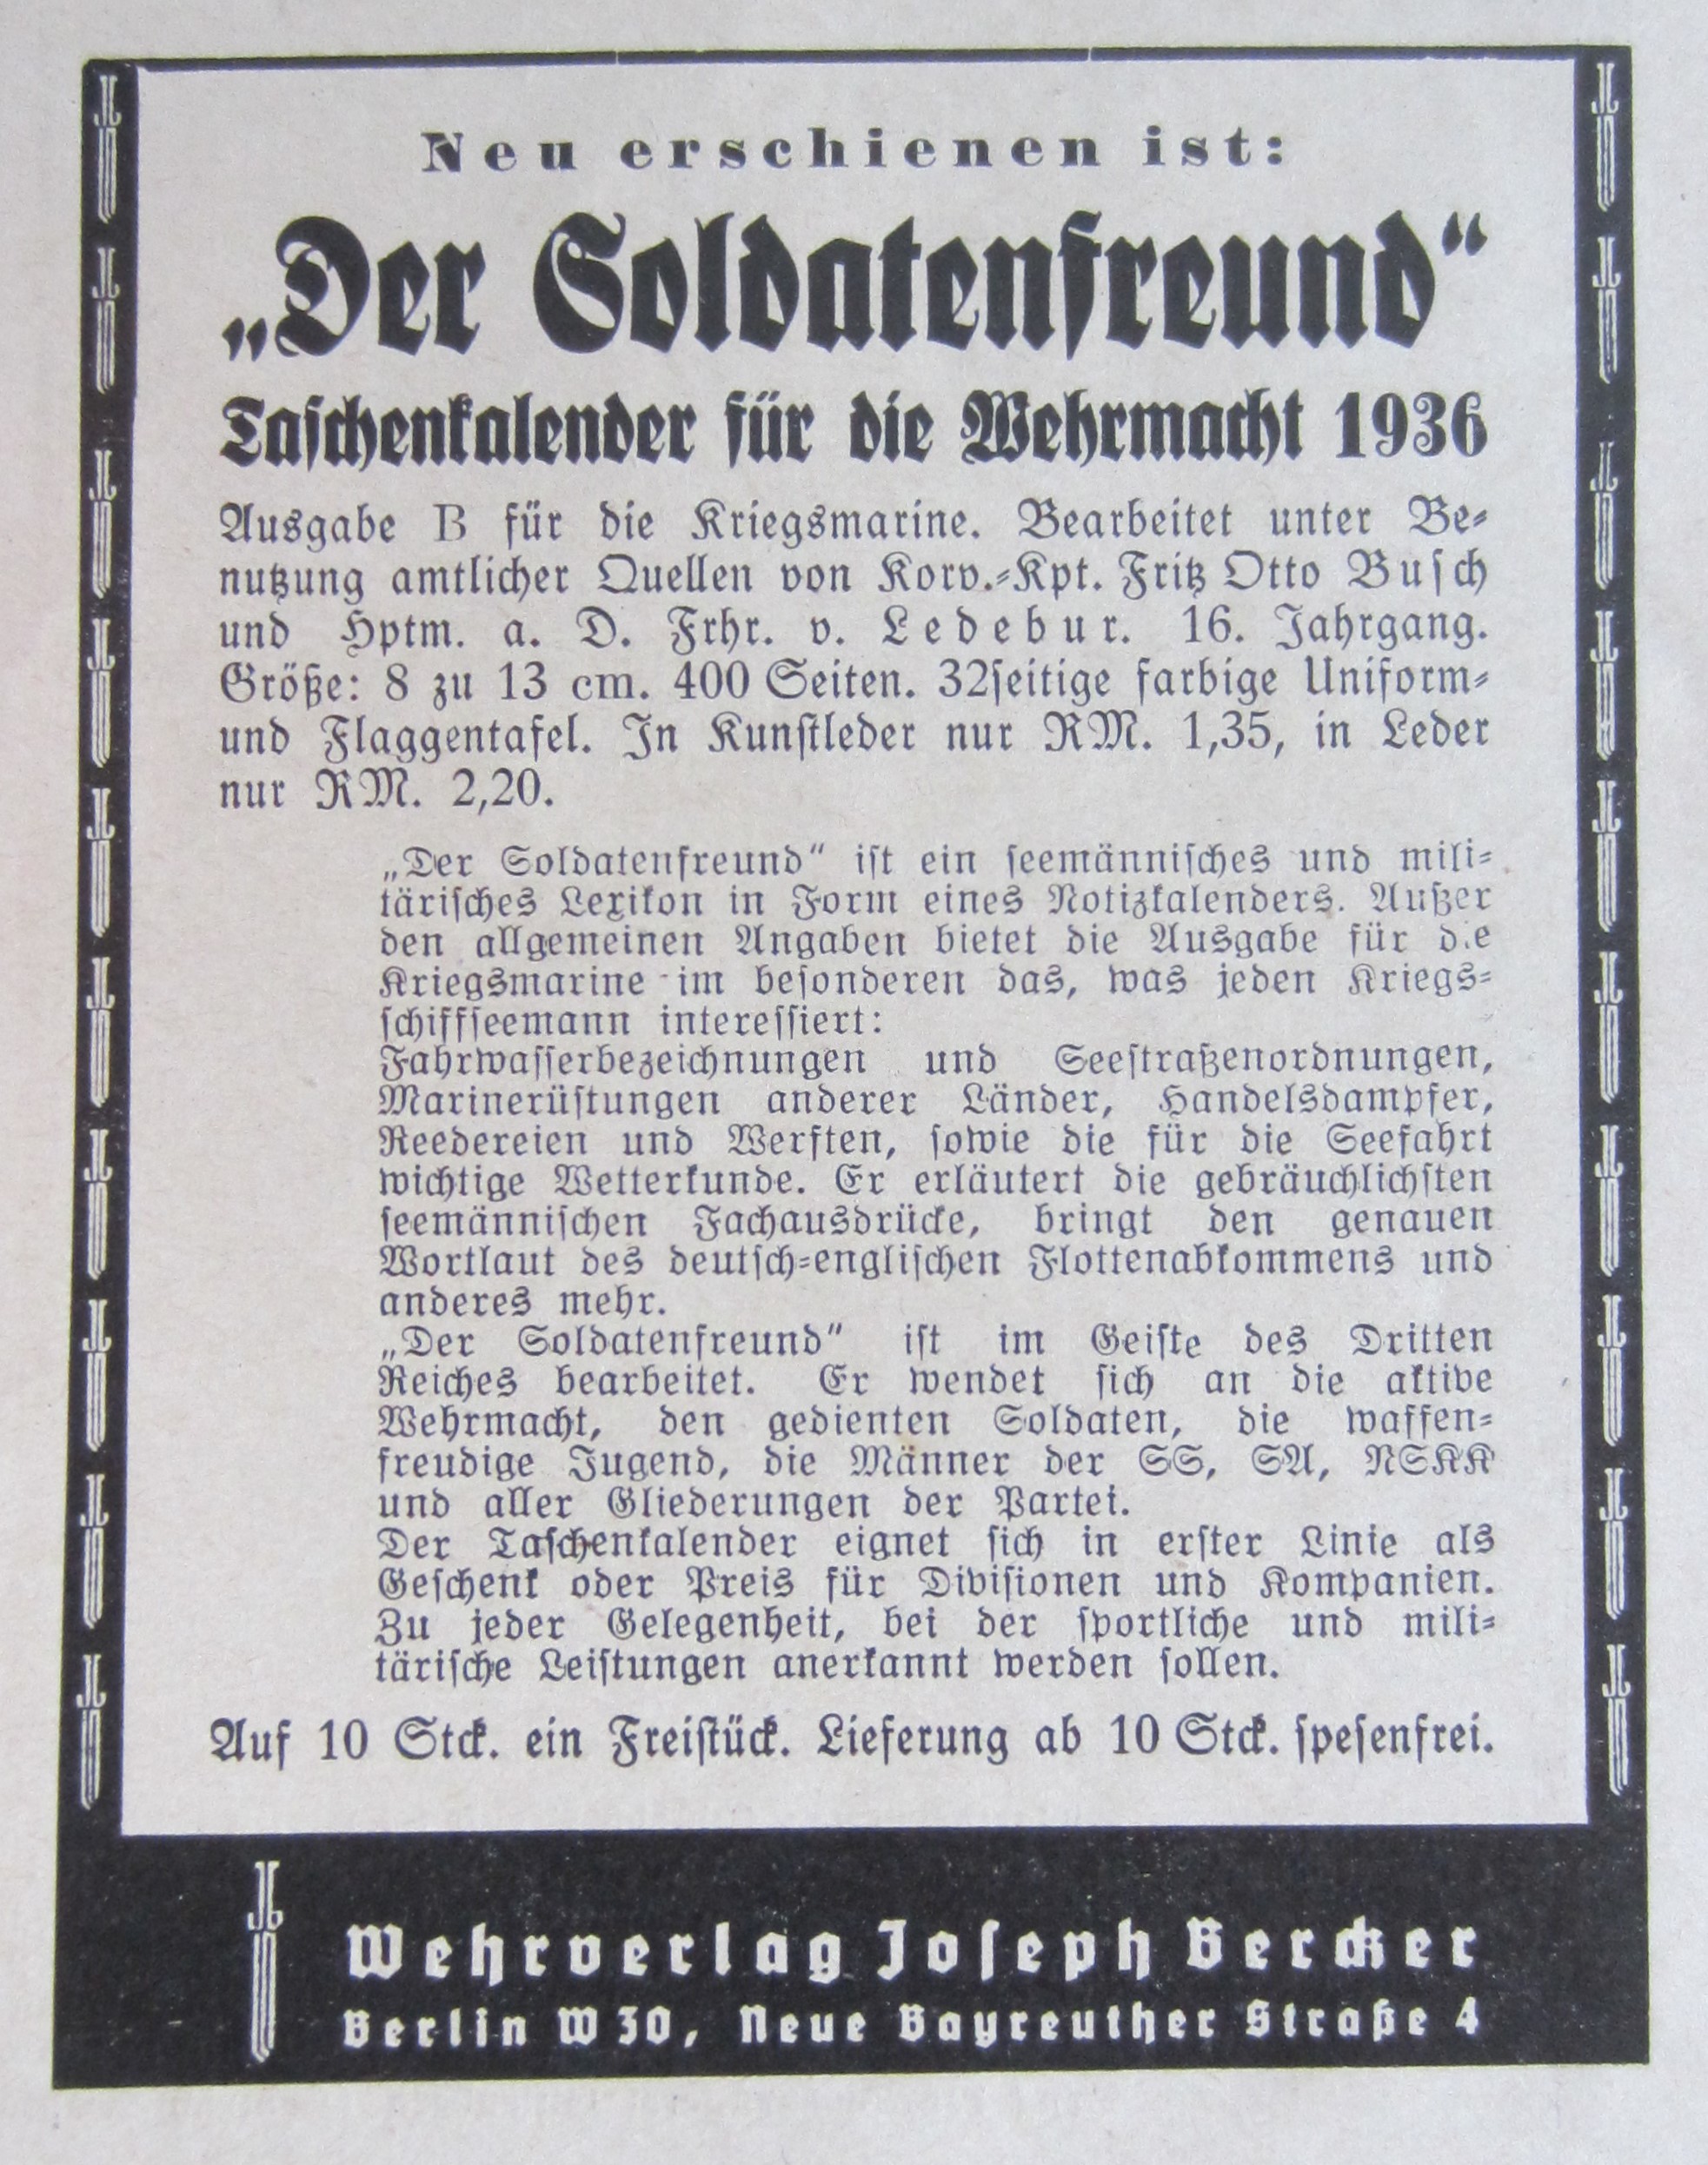 Neu erschienen ist:
„Der Soldatenfreund“
Taschenkalender für die Wehrmacht 1936
Ausgabe B für die Kriegsmarine. Bearbeitet unter Be-
nutzung amtlicher Quellen von Korv.-Kpt. Fritz Otto Busch
und Hptm. a. D. Frhr. v. Ledebur. 16. Jahrgang.
Größe: 8 zu 13 cm. 400 Seiten. 32seitige farbige Uniform-
und Flaggentafel. In Kunstleder nur RM. 1,35, in Leder
nur RM. 2,20.
„Der Soldatenfreund“ ist ein seemännisches und mili-
tärisches Lexikon in Form eines Notizkalenders. Außer
den allgemeinen Angaben bietet die Ausgabe für die
Kriegsmarine im besonderen das, was jeden Kriegs-
schiffseemann interessiert:
Fahrwasserbezeichnungen und Seestraßenordnungen,
Marinerüstungen anderer Länder, Handelsdampfer,
Reedereien und Werften, sowie die für die Seefahrt
wichtige Wetterkunde. Er erläutert die gebräuchlichsten
seemännischen Fachausdrücke, bringt den genauen
Wortlaut des deutsch-englischen Flottenabkommens und
anderes mehr.
„Der Soldatenfreund“ ist im Geiste des Dritten
Reiches bearbeitet. Er wendet sich an die aktive
Wehrmacht, den gedienten Soldaten, die waffen-
freudige Jugend, die Männer der SS, SA, NSKK
und aller Gliederungen der Partei.
Der Taschenkalender eignet sich in erster Linie als
Geschenk oder Preis für Divisionen und Kompanien.
Zu jeder Gelegenheit, bei der sportliche und mili-
tärische Leistungen anerkannt werden sollen.
Auf 10 Stck. ein Freistück. Lieferung ab 10 Stck. spesenfrei.
Wehrverlag Joseph Bercker
Berlin W 30, Neue Bayreuther Straße 4